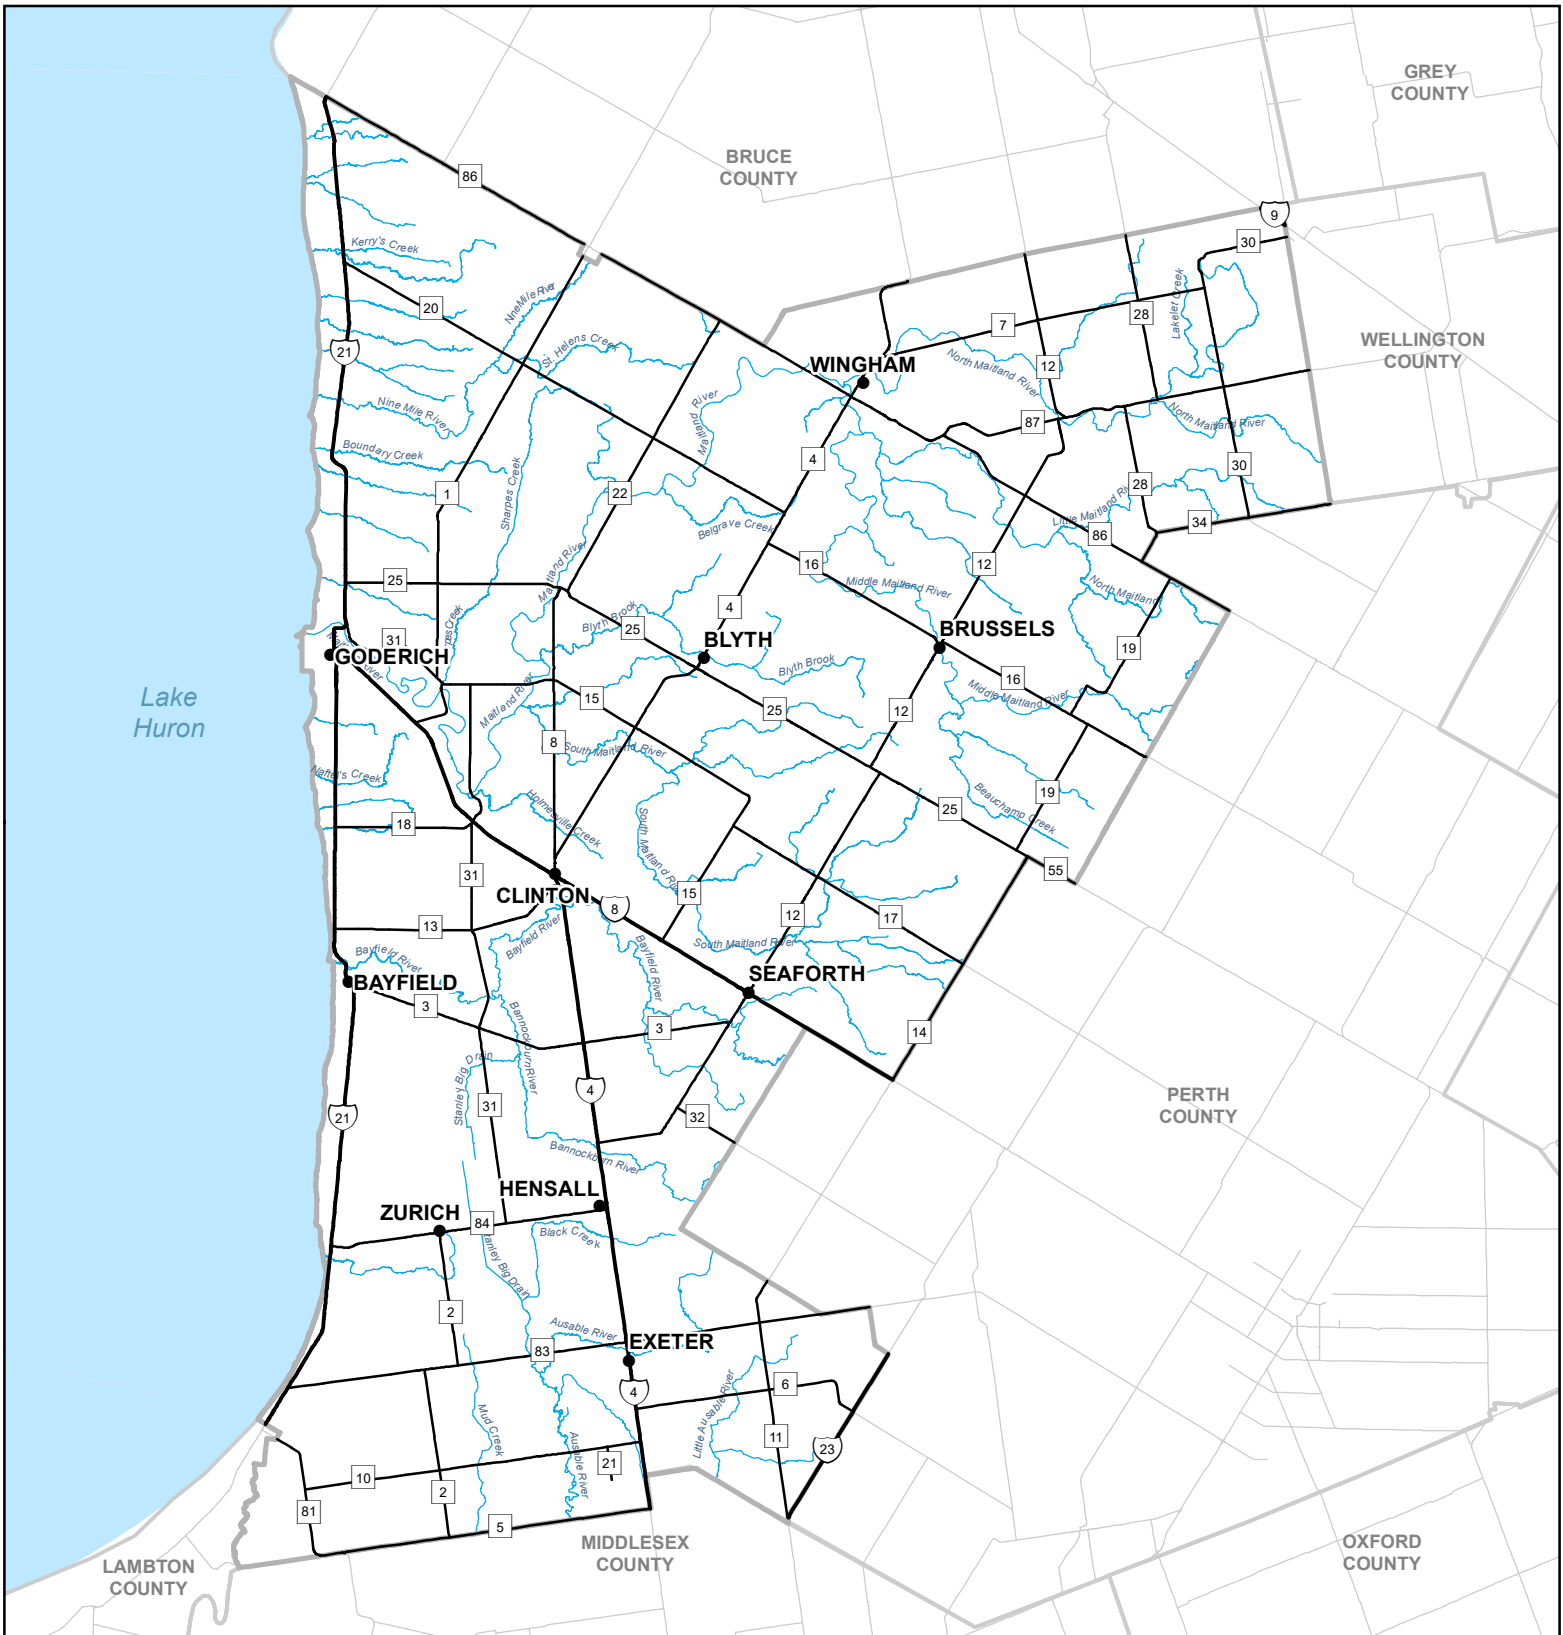 GREY
COUNTY
BRUCE
COUNTY
86
9
30
Kerry's Creek
Nine Mile River
20
28
Lakelet Creek
7
21
St. Helens Creek
WELLINGTON
COUNTY
WINGHAM
North Maitland River
12
Nine Mile River
Maitland River
87
North Maitland River
Boundary Creek
4
30
1
Sharpes Creek
22
28
Little Maitland River
Belgrave Creek
86
34
16
12
25
Maitland River
Middle Maitland River
North Maitland
4
Blyth Brook
25
31
BLYTH
BRUSSELS
19
GODERICH
Blyth Brook
16
Lake
Huron
Maitland River
15
25
12
Middle Maitland River
8
South Maitland River
Naftel's Creek
19
Beauchamp Creek
25
18
Holmesville Creek
South Maitland River
31
55
CLINTON
8
15
12
17
13
Bayfield River
Bayfield River
Bayfield River
South Maitland River
BAYFIELD
SEAFORTH
3
Bannockburn River
3
14
Stanley Big Drain
4
21
31
32
PERTH
COUNTY
Bannockburn River
HENSALL
ZURICH
84
Black Creek
Stanley Big Drain
2
Ausable River
EXETER
83
4
6
Little Ausable River
Mud Creek
11
23
Ausable River
21
10
2
81
5
MIDDLESEX
COUNTY
OXFORD
COUNTY
LAMBTON
COUNTY